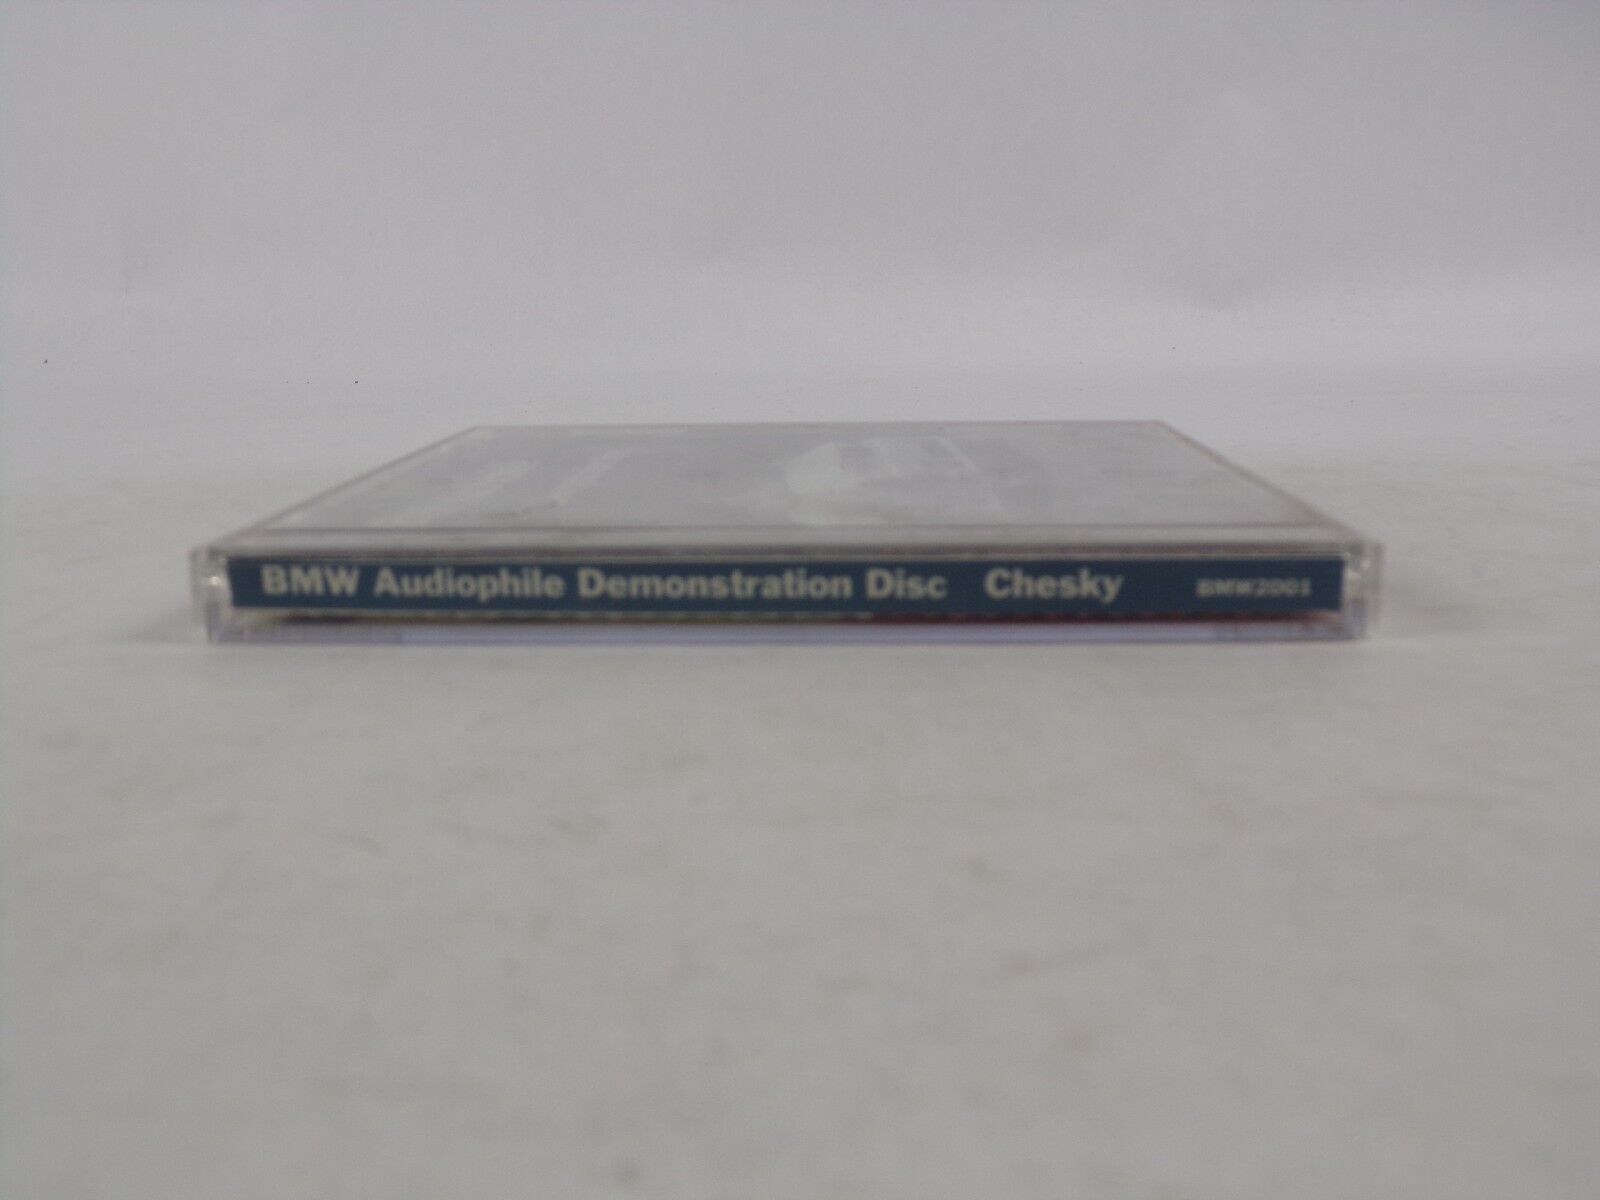 BMW Audiophile Demonstration Disc Chesky BMW2001